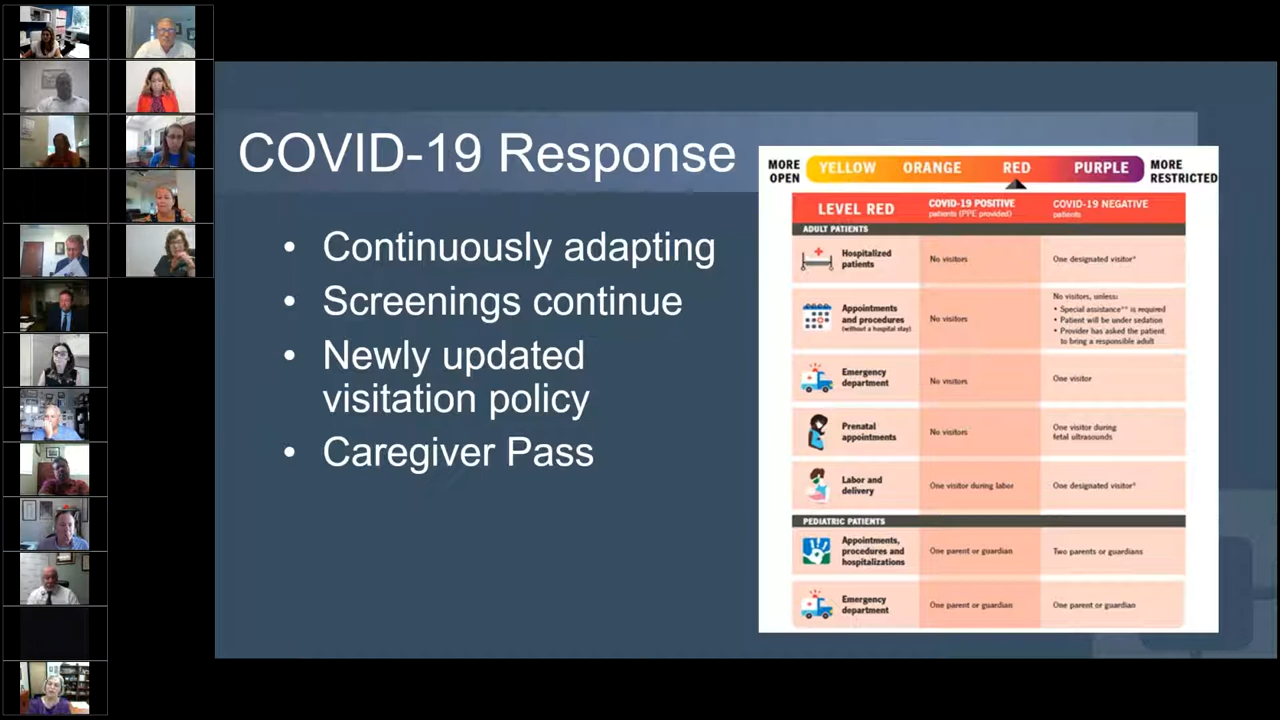 COVID-19 Response
• Continuously adapting
• Screenings continue
• Newly updated
visitation policy
• Caregiver Pass
MORE
OPEN
YELLOW ORANGE RED PURPLE
MORE
RESTRICTED
LEVEL RED
COVID-19 POSITIVE
patients (PPE provided)
COVID-19 NEGATIVE
patients
ADULT PATIENTS
Hospitalized
patients
No visitors
One designated visitor*
Appointments
and procedures
(without a hospital stay)
No visitors
No visitors, unless:
• Special assistance** is required
• Patient will be under sedation
• Provider has asked the patient
to bring a responsible adult
Emergency
department
No visitors
One visitor
Prenatal
appointments
No visitors
One visitor during
fetal ultrasounds
Labor and
delivery
One visitor during labor
One designated visitor*
PEDIATRIC PATIENTS
Appointments,
procedures and
hospitalizations
One parent or guardian
Two parents or guardians
Emergency
department
One parent or guardian
One parent or guardian